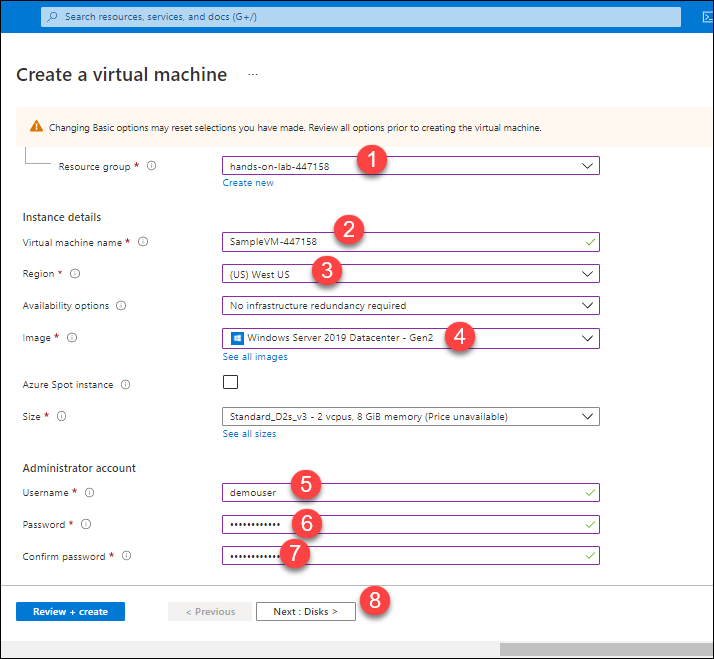 Search resources, services, and docs (G+/)
Create a virtual machine ...
Changing Basic options may reset selections you have made. Review all options prior to creating the virtual machine.
Resource group * hands-on-lab-447158 1
Create new
Instance details
Virtual machine name * SampleVM-447158 2
Region * (US) West US 3
Availability options No infrastructure redundancy required
Image * Windows Server 2019 Datacenter - Gen2 4
See all images
Azure Spot instance
Size * Standard_D2s_v3 - 2 vcpus, 8 GiB memory (Price unavailable)
See all sizes
Administrator account
Username * demouser 5
Password * •••••••••••• 6
Confirm password * •••••••••••• 7
Review + create < Previous Next : Disks > 8